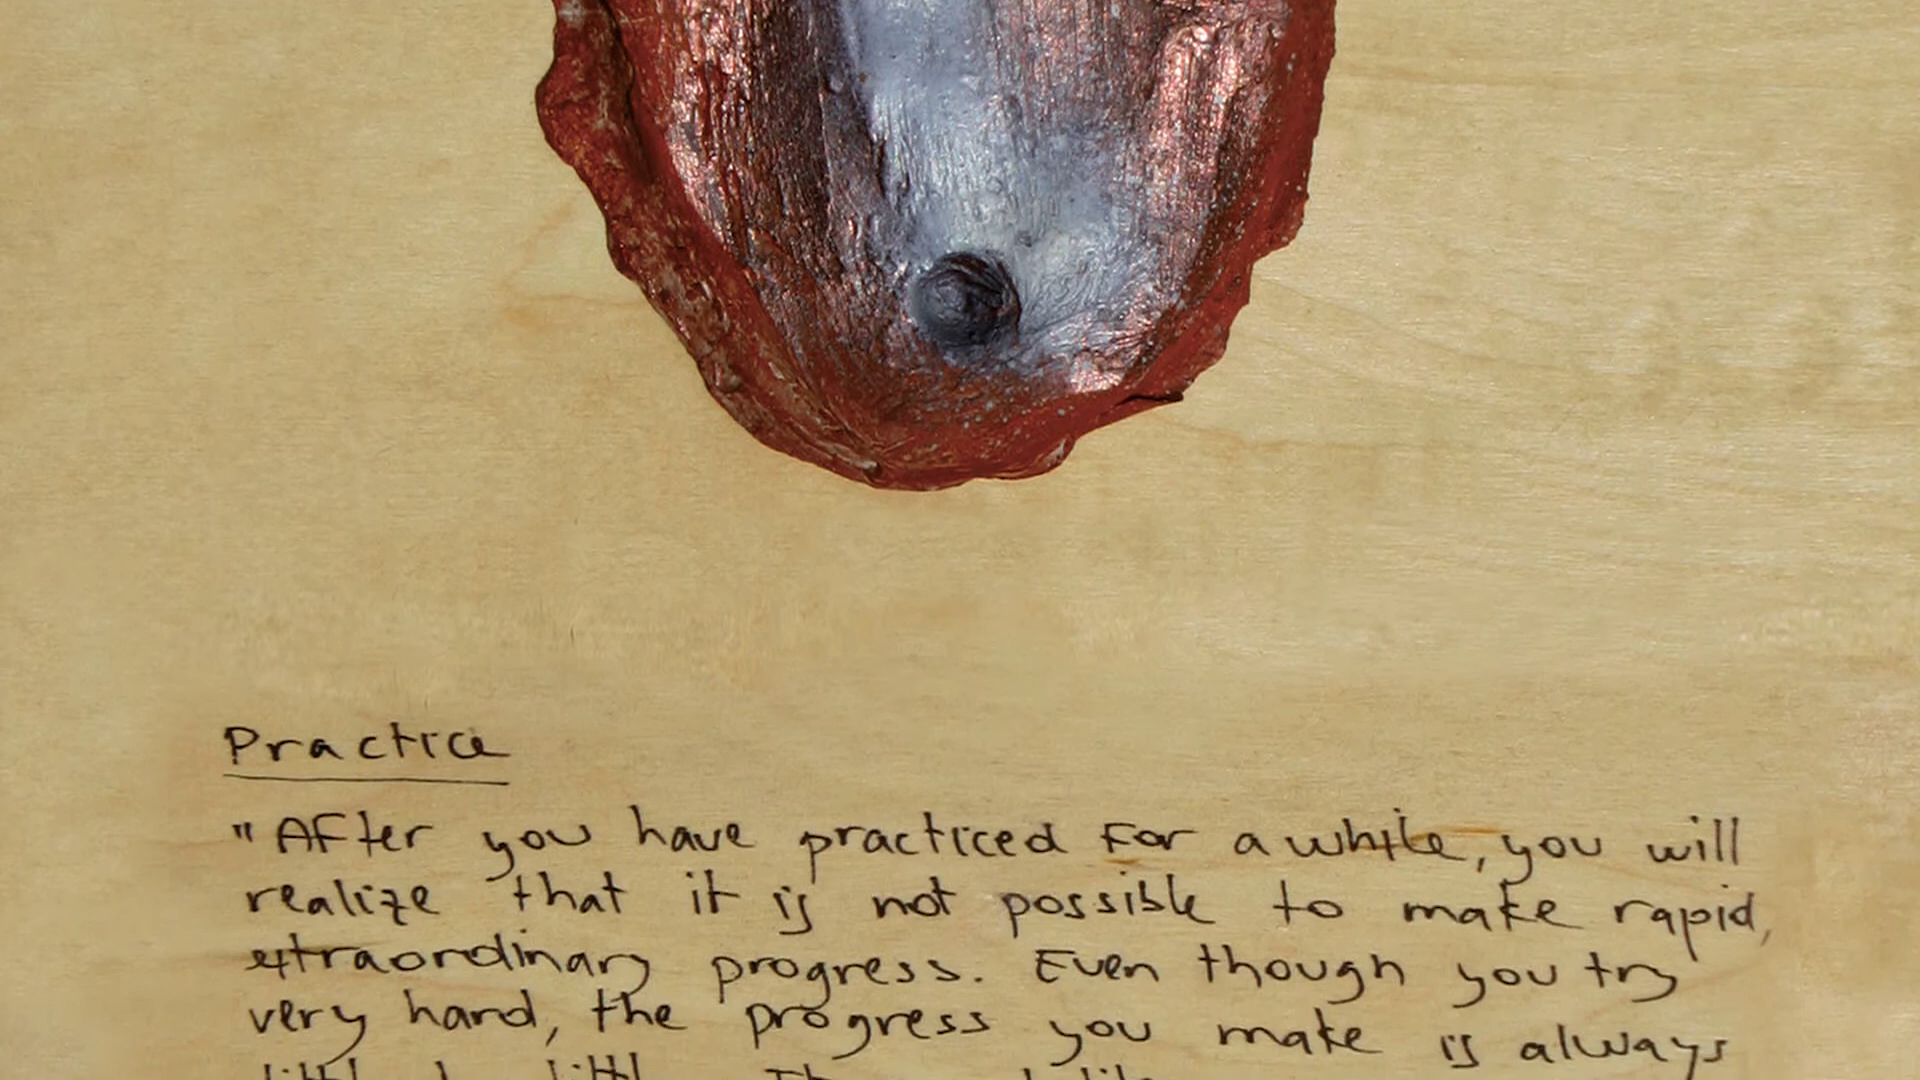 Practice
"After you have practiced for a while, you will
realize that it is not possible to make rapid,
extraordinary progress. Even though you try
very hard, the progress you make is always